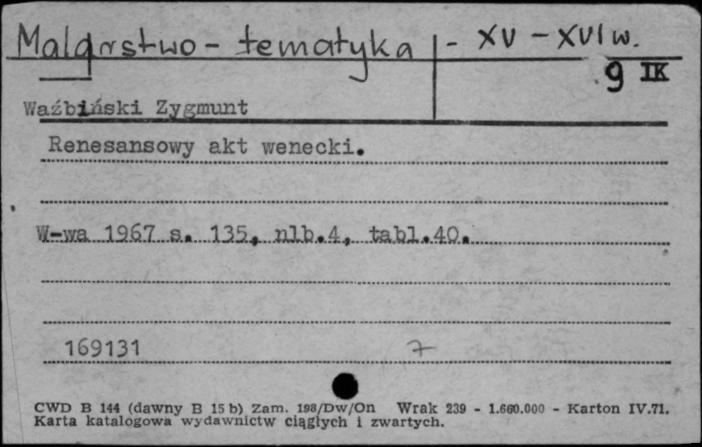 Malarstwo - tematyka - XV - XVI w.
9 IK
Waźbiński Zygmunt
Renesansowy akt wenecki.
W-wa 1967 s. 135, nlb.4, tabl.40.
169131 7
CWD B 144 (dawny B 15 b) Zam. 198/Dw/On Wrak 239 - 1.660.000 - Karton IV.71.
Karta katalogowa wydawnictw ciągłych i zwartych.